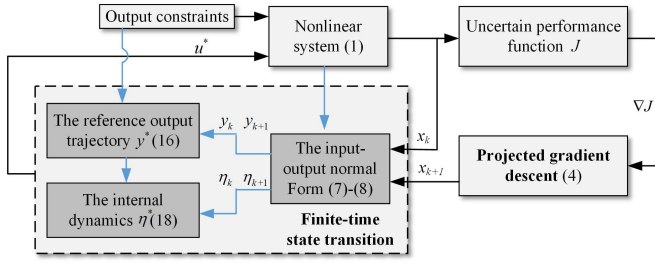 Output constraints
Nonlinear
system (1)
Uncertain performance
function J
u*
∇J
The reference output
trajectory y*(16)
y_k y_{k+1}
x_k
The input-
output normal
Form (7)-(8)
x_{k+1}
Projected gradient
descent (4)
η_k η_{k+1}
The internal
dynamics η*(18)
Finite-time
state transition